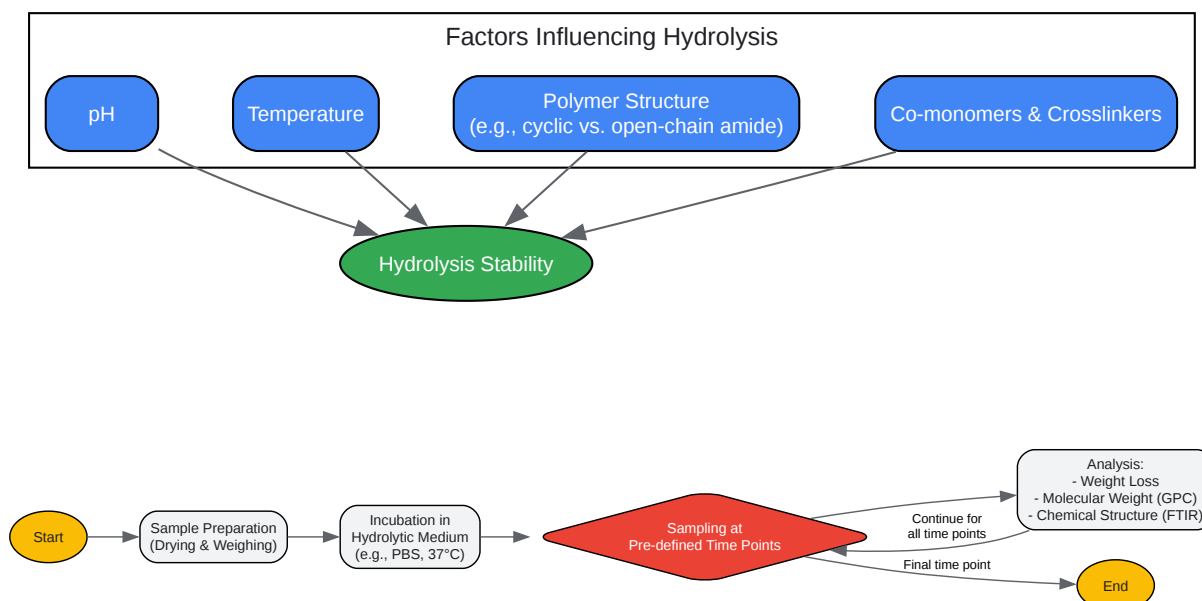 Factors Influencing Hydrolysis
pH
Temperature
Polymer Structure
(e.g., cyclic vs. open-chain amide)
Co-monomers & Crosslinkers
Hydrolysis Stability
Start
Sample Preparation
(Drying & Weighing)
Incubation in
Hydrolytic Medium
(e.g., PBS, 37°C)
Sampling at
Pre-defined Time Points
Analysis:
- Weight Loss
- Molecular Weight (GPC)
- Chemical Structure (FTIR)
Continue for
all time points
Final time point
End